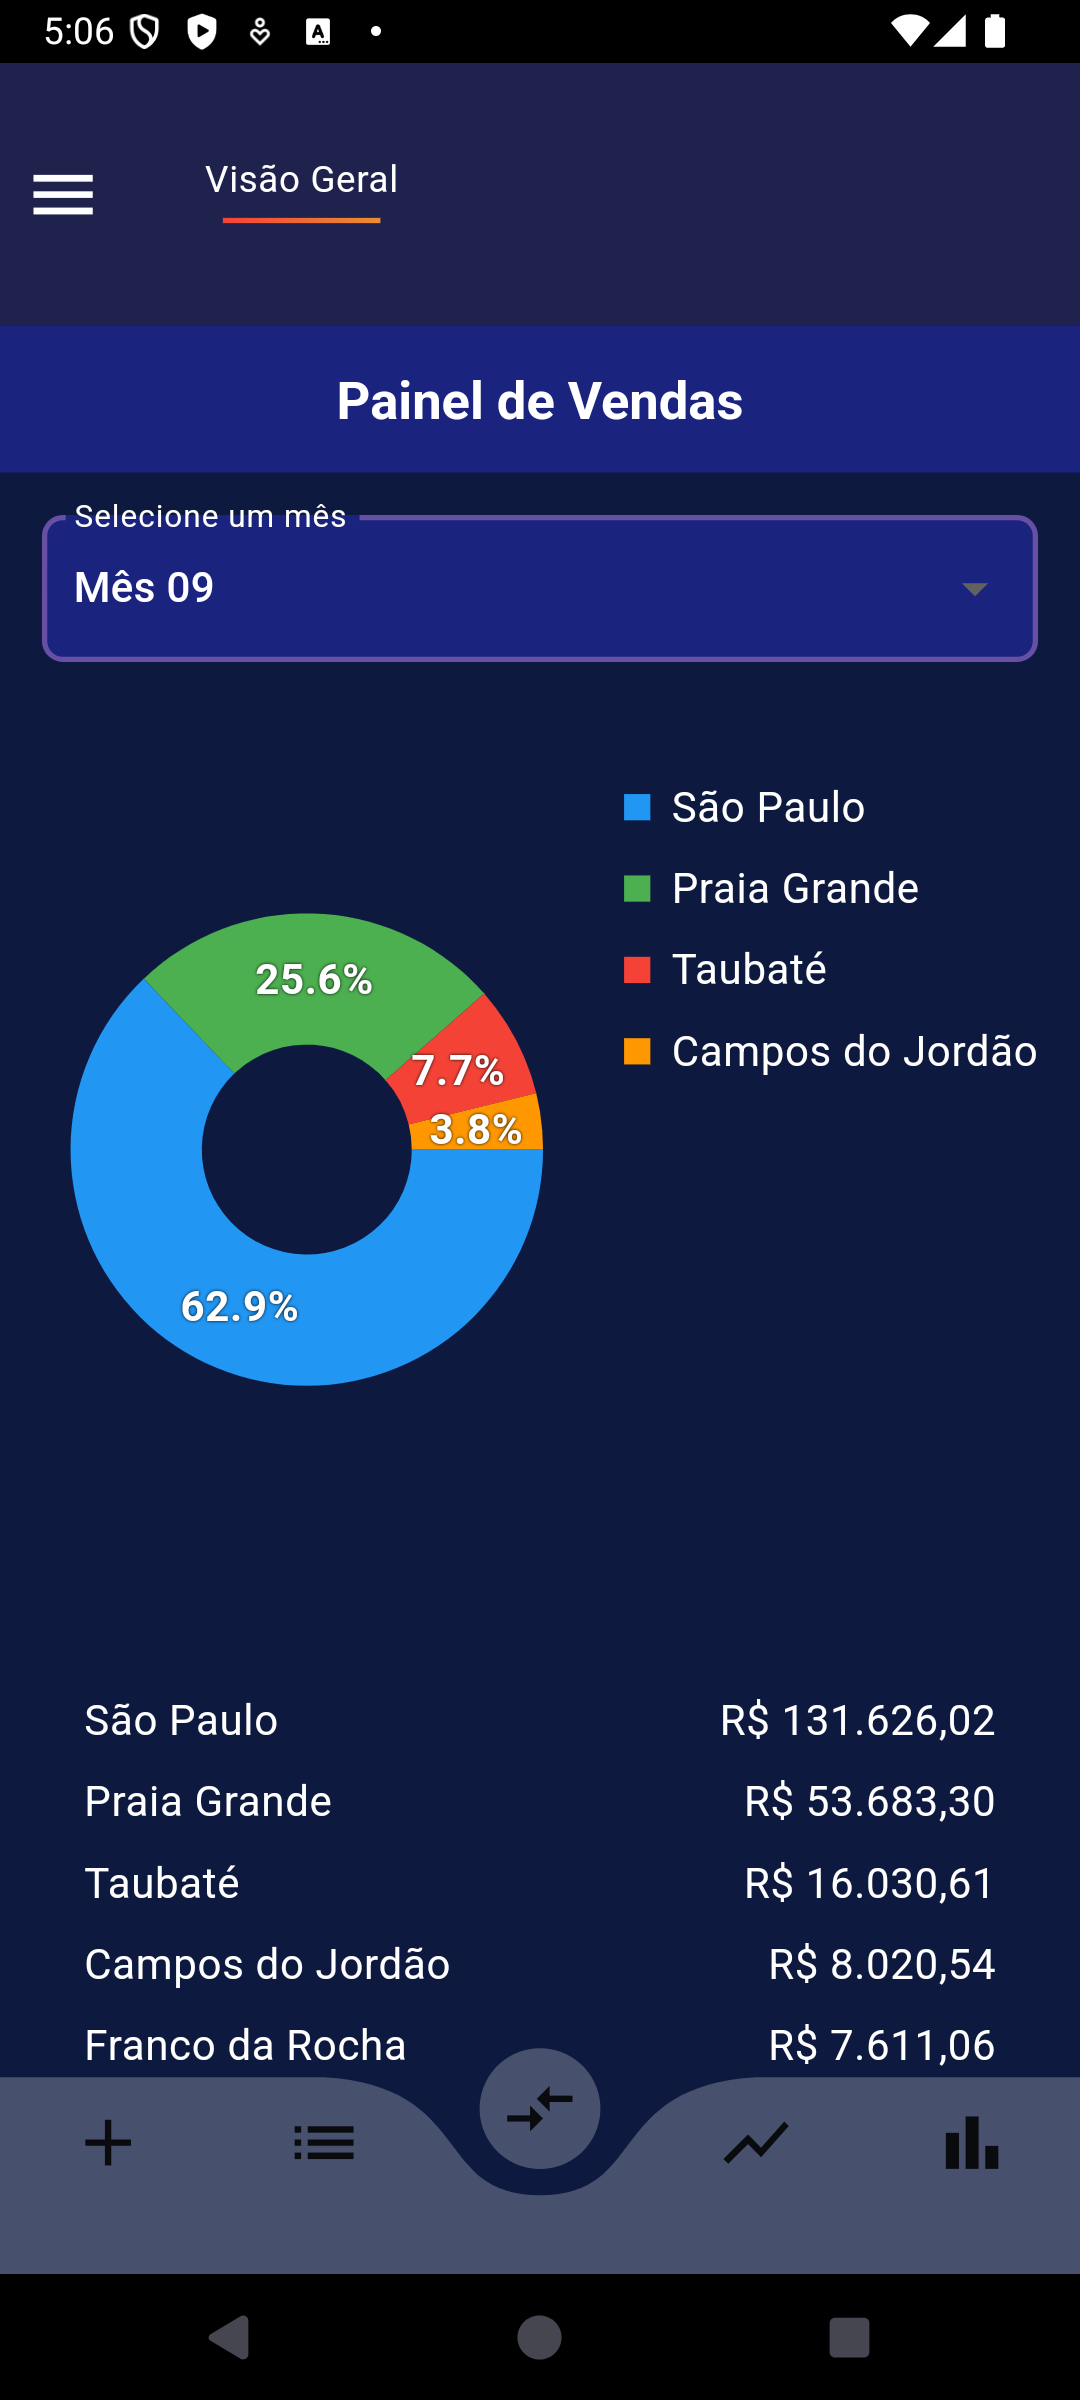 5:06
Visão Geral
Painel de Vendas
Selecione um mês
Mês 09
São Paulo
Praia Grande
Taubaté
Campos do Jordão
25.6%
7.7%
3.8%
62.9%
São Paulo R$ 131.626,02
Praia Grande R$ 53.683,30
Taubaté R$ 16.030,61
Campos do Jordão R$ 8.020,54
Franco da Rocha R$ 7.611,06